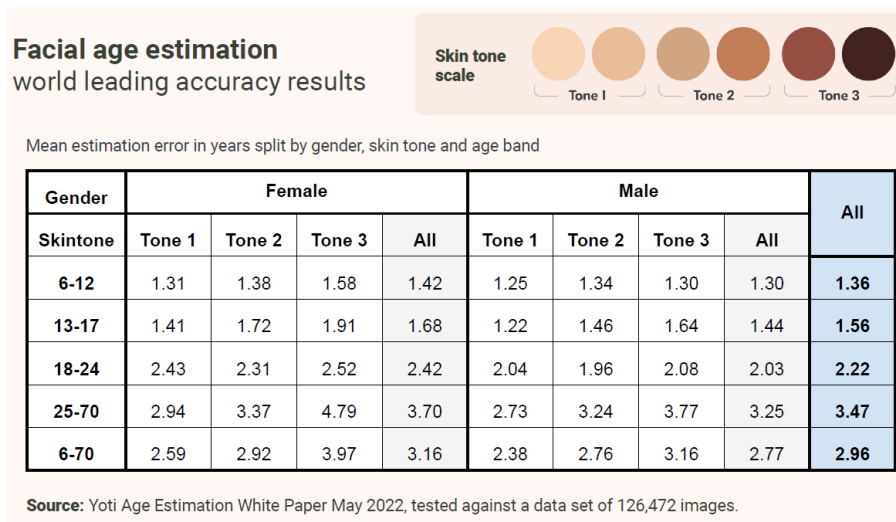 Facial age estimation
world leading accuracy results
Skin tone
scale
Tone I Tone 2 Tone 3
Mean estimation error in years split by gender, skin tone and age band
Gender Female Male All
Skintone Tone 1 Tone 2 Tone 3 All Tone 1 Tone 2 Tone 3 All
6-12 1.31 1.38 1.58 1.42 1.25 1.34 1.30 1.30 1.36
13-17 1.41 1.72 1.91 1.68 1.22 1.46 1.64 1.44 1.56
18-24 2.43 2.31 2.52 2.42 2.04 1.96 2.08 2.03 2.22
25-70 2.94 3.37 4.79 3.70 2.73 3.24 3.77 3.25 3.47
6-70 2.59 2.92 3.97 3.16 2.38 2.76 3.16 2.77 2.96
Source: Yoti Age Estimation White Paper May 2022, tested against a data set of 126,472 images.